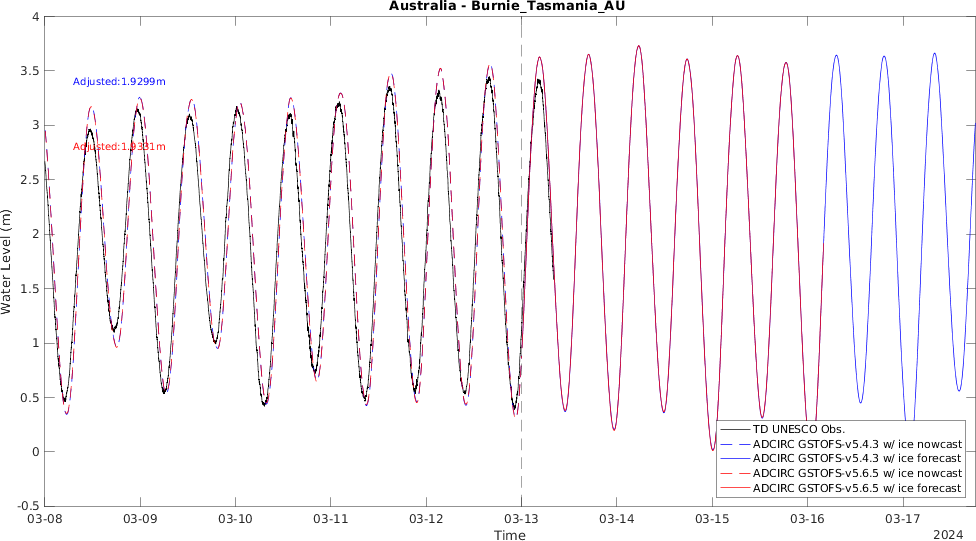 Australia - Burnie_Tasmania_AU
4
3.5
3
2.5
2
1.5
1
0.5
0
-0.5
Water Level (m)
Adjusted:1.9299m
Adjusted:1.9331m
TD UNESCO Obs.
ADCIRC GSTOFS-v5.4.3 w/ ice nowcast
ADCIRC GSTOFS-v5.4.3 w/ ice forecast
ADCIRC GSTOFS-v5.6.5 w/ ice nowcast
ADCIRC GSTOFS-v5.6.5 w/ ice forecast
03-08 03-09 03-10 03-11 03-12 03-13 03-14 03-15 03-16 03-17
Time
2024